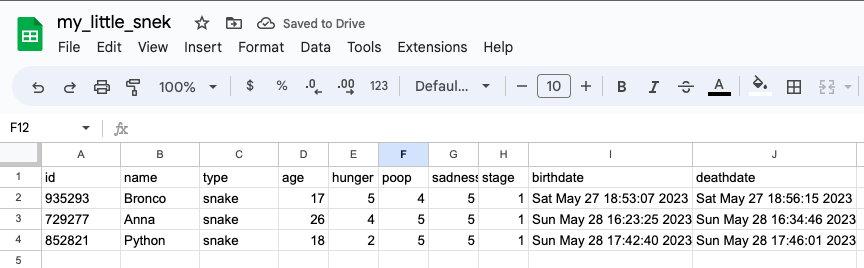 my_little_snek Saved to Drive
File Edit View Insert Format Data Tools Extensions Help
100% $ % .0 .00 123 Defaul... − 10 + B I S A
F12 fx
A B C D E F G H I J
1 id name type age hunger poop sadness stage birthdate deathdate
2 935293 Bronco snake 17 5 4 5 1 Sat May 27 18:53:07 2023 Sat May 27 18:56:15 2023
3 729277 Anna snake 26 4 5 5 1 Sun May 28 16:23:25 2023 Sun May 28 16:34:46 2023
4 852821 Python snake 18 2 5 5 1 Sun May 28 17:42:40 2023 Sun May 28 17:46:01 2023
5